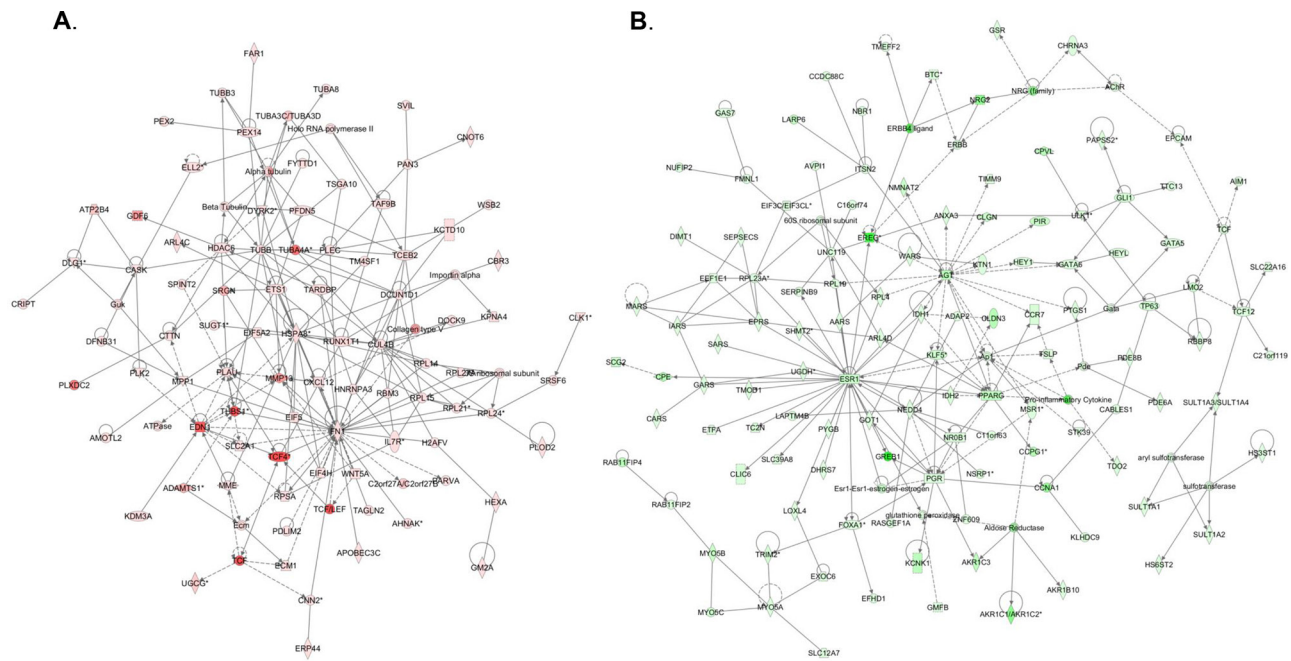 A.
B.
FAR1
TUBB3
TUBA8
TUBA3C/TUBA3D
SVIL
PEX2
PEX14
Holo RNA polymerase II
CNOT6
ELL2*
FYTTD1
PAN3
Alpha tubulin
TSGA10
ATP2B4
GDF5
Beta Tubulin
DYRK2*
PFDN5
TAF9B
WSB2
KCTD10
ARL4C
HDAC6
TUBB
TUBA4A*
PLEC
TCEB2
CBR3
DLG1*
CASK
TM4SF1
Importin alpha
SPINT2
SRGN
ETS1
TARDBP
DCUN1D1
CRIPT
Guk
KPNA4
DOCK9
Collagen type V
CLK1*
SUGT1*
EIF5A2
HSPA8*
RUNX1T1
CUL4B
CTTN
DFNB31
PLK2
MPP1
PLAU
MMP13
CXCL12
HNRNPA3
RBM3
RPL14
RPL15
SRSF6
PLXDC2
THBS1*
EIF5
RPL21*
RPL24*
AMOTL2
ATPase
EDN1
FN1
SLC2A1
IL7R*
H2AFV
PLOD2
TCF4*
EIF4H
WNT5A
C2orf27A/C2orf27B
PARVA
ADAMTS1*
MME
RPSA
HEXA
KDM3A
Ecm
TCF/LEF
TAGLN2
AHNAK*
PDLIM2
APOBEC3C
GM2A
TCF
ECM1
UGCG*
CNN2*
ERP44
GSR
TMEFF2
CHRNA3
CCDC88C
BTC*
NRG (family)
AChR
GAS7
NBR1
NRG2
LARP6
ERBB4 ligand
ERBB
EPCAM
PAPSS2*
NUFIP2
FMNL1
AVPI1
ITSN2
CPVL
NMNAT2
TIMM9
TTC13
AIM1
EIF3C/EIF3CL*
C16orf74
ANXA3
CLGN
PIR
ULK1*
GLI1
60S ribosomal subunit
TCF
DIMT1
SEPSECS
EREG*
UNC119
WARS
KTN1
HEY1
GATA6
HEYL
GATA5
SLC22A16
EEF1E1
RPL23A*
RPL19
AGT
LMO2
MARS
SERPINB9
RPL4
IDH1
ADAP2
CLDN3
CCR7
PTGS1
Gata
TP63
TCF12
IARS
EPRS
SHMT2*
AARS
ARL4D
RBBP8
C21orf119
SARS
KLF5*
Ap1
TSLP
Pde
PDE8B
SCG2
CPE
GARS
UGDH*
TMOD1
ESR1
IDH2
PPARG
Pro-inflammatory Cytokine
PDE6A
SULT1A3/SULT1A4
CARS
LAPTM4B
GOT1
NEDD4
MSR1*
CABLES1
ETFA
TC2N
PYGB
NR0B1
C11orf63
STK39
RAB11FIP4
CLIC6
SLC39A8
DHRS7
GREB1
CCPG1*
TDO2
aryl sulfotransferase
HS3ST1
PGR
NSRP1*
CCNA1
sulfotransferase
RAB11FIP2
Esr1-Esr1-estrogen-estrogen
SULT1A1
LOXL4
FOXA1*
glutathione peroxidase
RASGEF1A
ZNF609
Aldose Reductase
KLHDC9
SULT1A2
MYO5B
TRIM2*
KCNK1
AKR1C3
HS6ST2
EXOC6
AKR1B10
MYO5C
MYO5A
EFHD1
GMFB
AKR1C1/AKR1C2*
SLC12A7